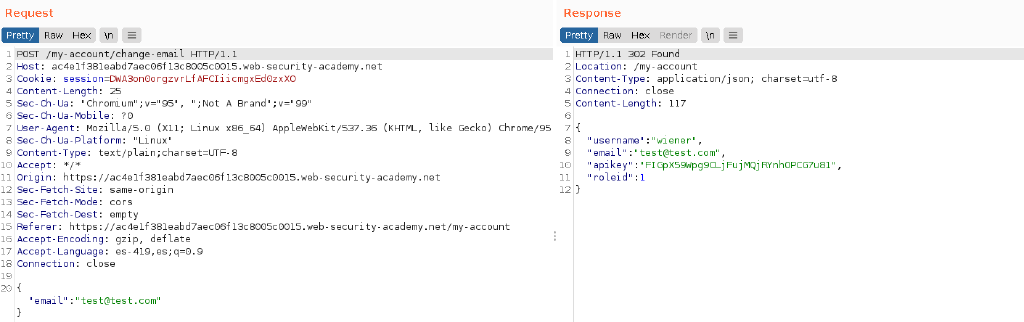 Request
Pretty Raw Hex \n ≡
1 POST /my-account/change-email HTTP/1.1
2 Host: ac4e1f381eabd7aec06f13c8005c0015.web-security-academy.net
3 Cookie: session=DWA3on0orgzvrLfAFCIiicmgxEd0zxXO
4 Content-Length: 25
5 Sec-Ch-Ua: "Chromium";v="95", ";Not A Brand";v="99"
6 Sec-Ch-Ua-Mobile: ?0
7 User-Agent: Mozilla/5.0 (X11; Linux x86_64) AppleWebKit/537.36 (KHTML, like Gecko) Chrome/95
8 Sec-Ch-Ua-Platform: "Linux"
9 Content-Type: text/plain;charset=UTF-8
10 Accept: */*
11 Origin: https://ac4e1f381eabd7aec06f13c8005c0015.web-security-academy.net
12 Sec-Fetch-Site: same-origin
13 Sec-Fetch-Mode: cors
14 Sec-Fetch-Dest: empty
15 Referer: https://ac4e1f381eabd7aec06f13c8005c0015.web-security-academy.net/my-account
16 Accept-Encoding: gzip, deflate
17 Accept-Language: es-419,es;q=0.9
18 Connection: close
19
20 {
"email":"test@test.com"
}
Response
Pretty Raw Hex Render \n ≡
1 HTTP/1.1 302 Found
2 Location: /my-account
3 Content-Type: application/json; charset=utf-8
4 Connection: close
5 Content-Length: 117
6
7 {
8 "username":"wiener",
9 "email":"test@test.com",
10 "apikey":"FIGpX59Wpg9CLjFujMQjRYnhOPCG7u81",
11 "roleid":1
12 }